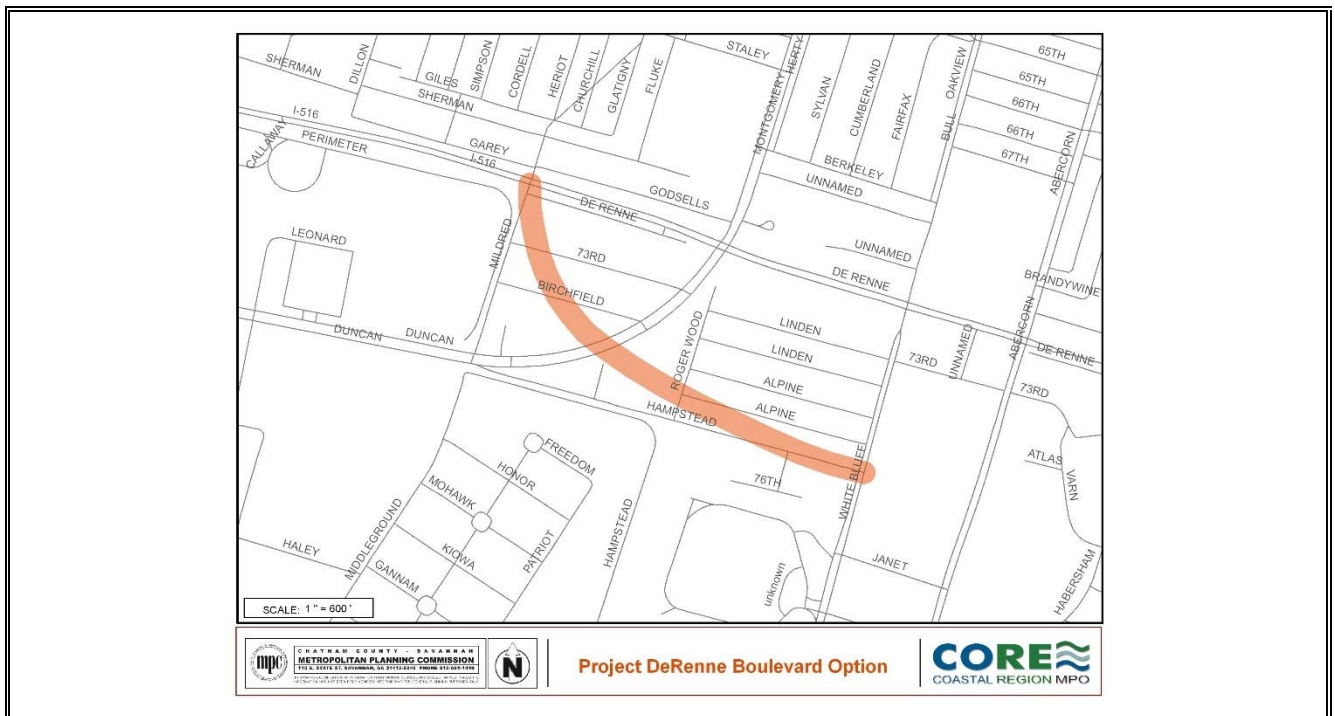 STALEY
65TH
SHERMAN
DILLON
GILES
SIMPSON
CORDELL
HERIOT
CHURCHILL
GLATIGNY
FLUKE
MONTGOMERY
HERTY
SYLVAN
CUMBERLAND
FAIRFAX
BULL
OAKVIEW
65TH
66TH
66TH
67TH
ABERCORN
SHERMAN
I-516
CALLAWAY
PERIMETER
GAREY
I-516
BERKELEY
UNNAMED
GODSELLS
DE RENNE
LEONARD
MILDRED
73RD
UNNAMED
DE RENNE
BRANDYWINE
BIRCHFIELD
DUNCAN
DUNCAN
ROGER WOOD
LINDEN
LINDEN
73RD
UNNAMED
ABERCORN
DE RENNE
73RD
ALPINE
ALPINE
HAMPSTEAD
WHITE BLUFF
FREEDOM
HONOR
MOHAWK
76TH
ATLAS
VARN
MIDDLEGROUND
PATRIOT
HAMPSTEAD
KIOWA
HALEY
GANNAM
unknown
JANET
HABERSHAM
SCALE: 1 " = 600 '
mpc
CHATHAM COUNTY - SAVANNAH
METROPOLITAN PLANNING COMMISSION
N
Project DeRenne Boulevard Option
CORE
COASTAL REGION MPO